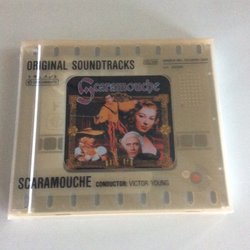 ORIGINAL SOUNDTRACKS
Scaramouche
SCARAMOUCHE CONDUCTOR: VICTOR YOUNG